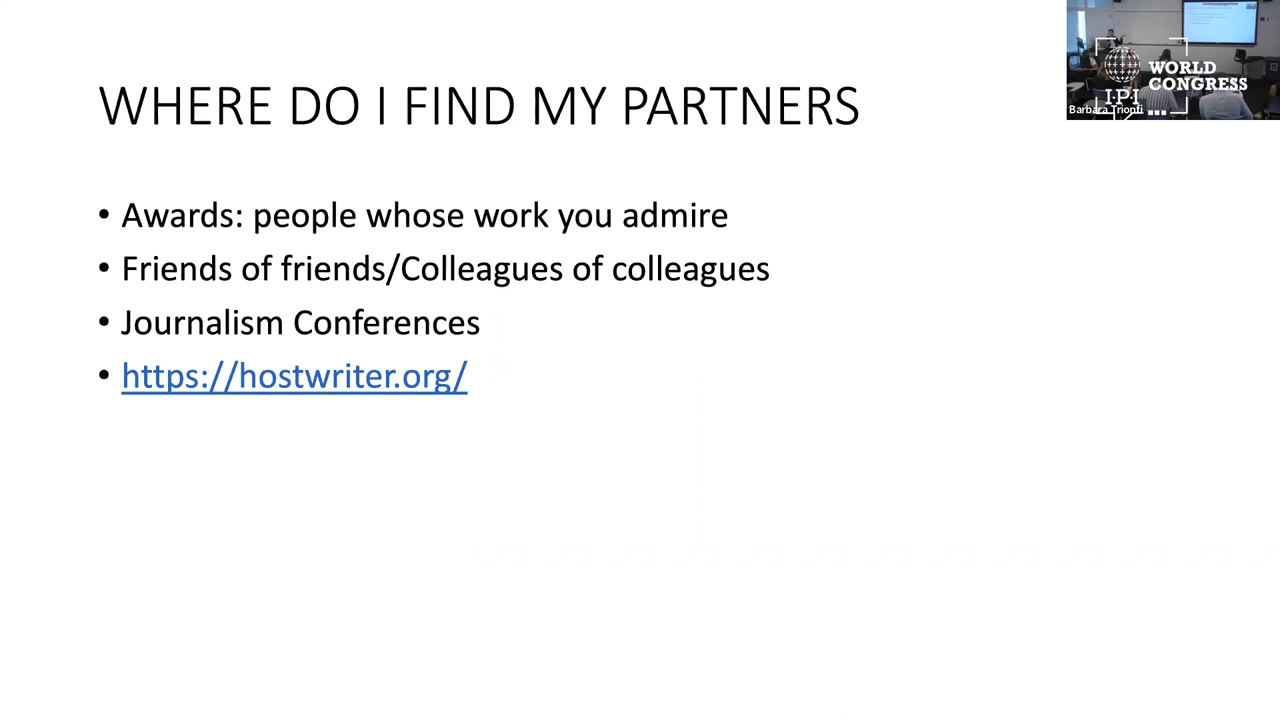 WHERE DO I FIND MY PARTNERS
• Awards: people whose work you admire
• Friends of friends/Colleagues of colleagues
• Journalism Conferences
• https://hostwriter.org/
WORLD
CONGRESS
I·P·I
Barbara Trionfi